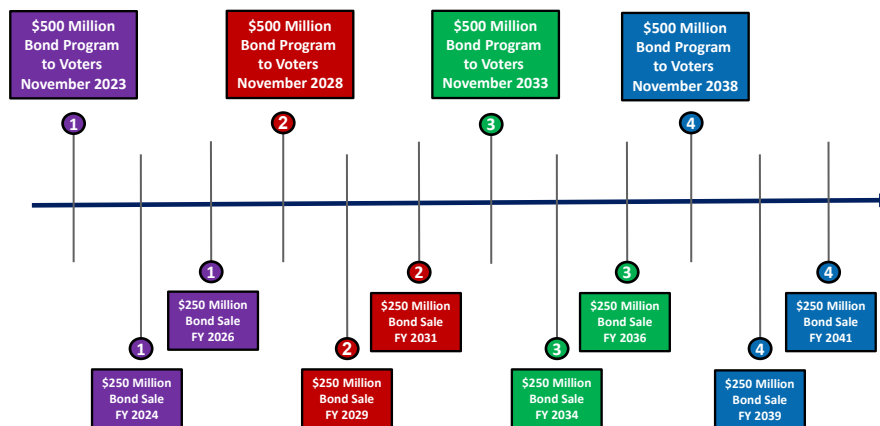 $500 Million
Bond Program
to Voters
November 2023
$500 Million
Bond Program
to Voters
November 2028
$500 Million
Bond Program
to Voters
November 2033
$500 Million
Bond Program
to Voters
November 2038
1
2
3
4
1
2
3
4
$250 Million
Bond Sale
FY 2026
$250 Million
Bond Sale
FY 2031
$250 Million
Bond Sale
FY 2036
$250 Million
Bond Sale
FY 2041
1
2
3
4
$250 Million
Bond Sale
FY 2024
$250 Million
Bond Sale
FY 2029
$250 Million
Bond Sale
FY 2034
$250 Million
Bond Sale
FY 2039